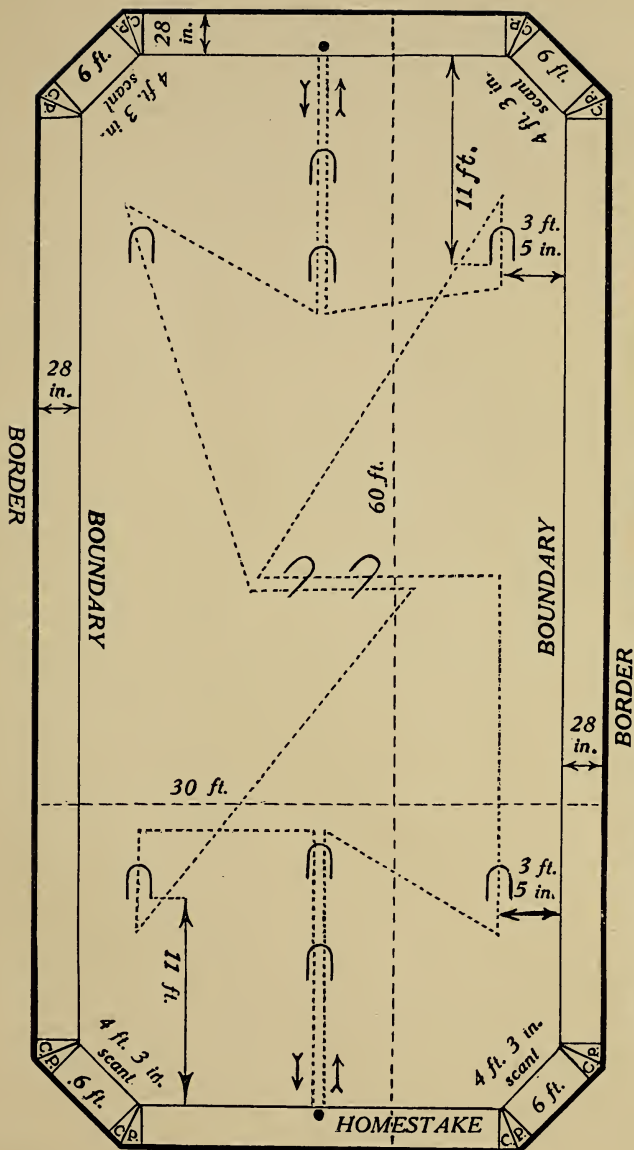 C.P.
C.P.
28
in.
C.P.
C.P.
6 ft.
6 ft.
4 ft. 3 in.
scant
4 ft. 3 in.
scant
11 ft.
3 ft.
5 in.
28
in.
BORDER
60 ft.
BOUNDARY
BOUNDARY
BORDER
28
in.
30 ft.
3 ft.
5 in.
11 ft.
4 ft. 3 in.
scant
4 ft. 3 in.
scant
C.P.
C.P.
6 ft.
6 ft.
C.P.
HOMESTAKE
C.P.